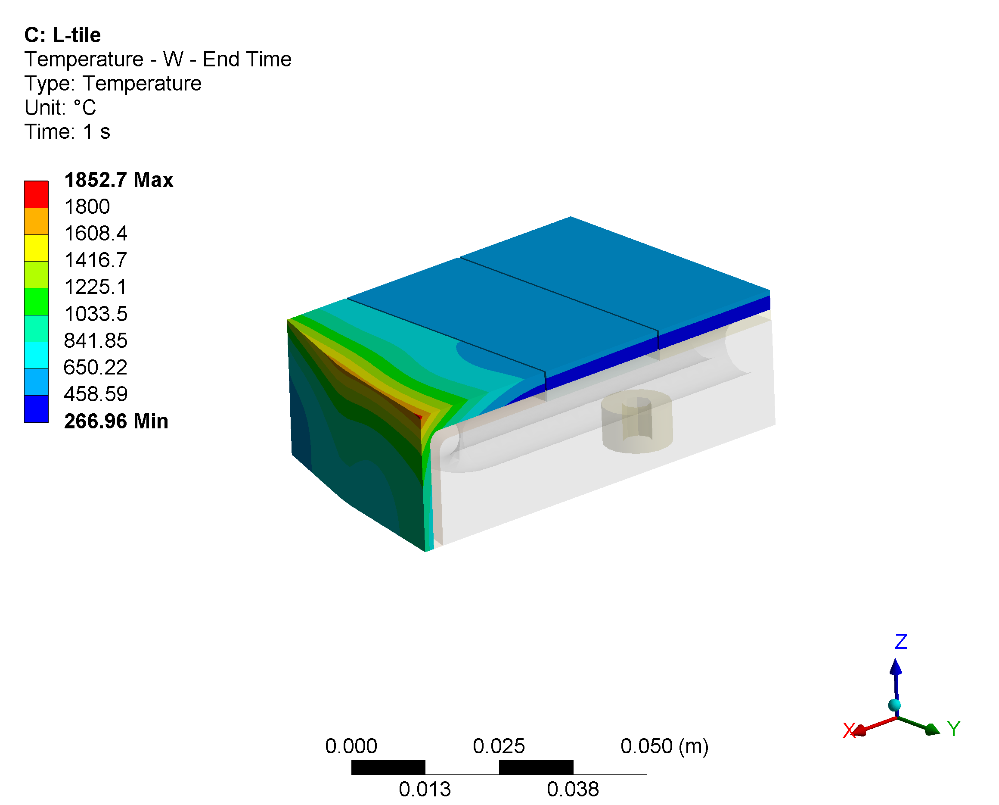 C: L-tile
Temperature - W - End Time
Type: Temperature
Unit: °C
Time: 1 s
1852.7 Max
1800
1608.4
1416.7
1225.1
1033.5
841.85
650.22
458.59
266.96 Min
Z
X
Y
0.000
0.025
0.050 (m)
0.013
0.038